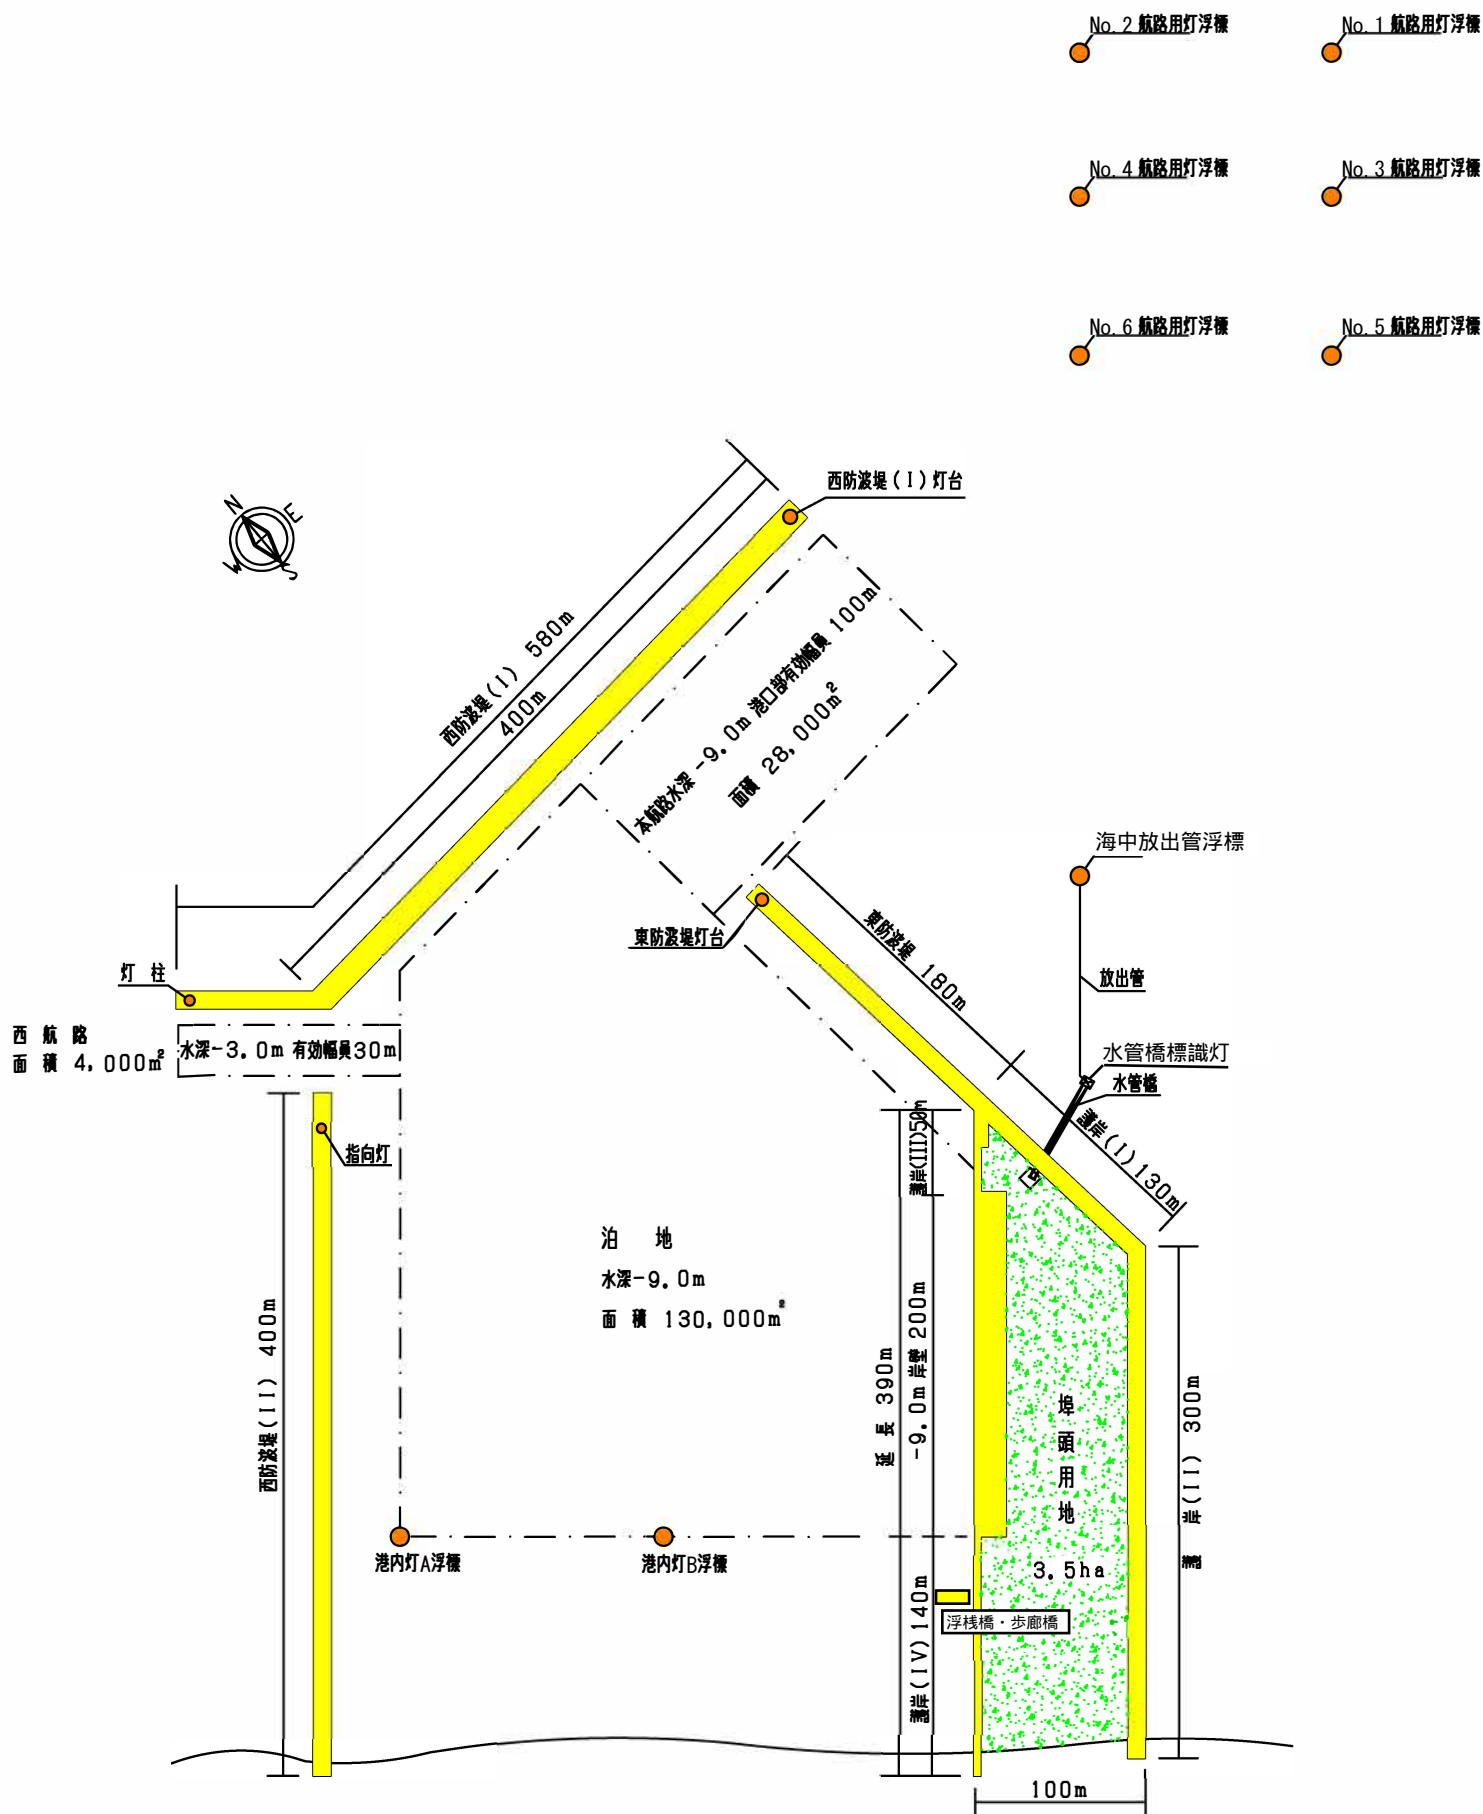 No. 2 航路用灯浮標
No. 1 航路用灯浮標
No. 4 航路用灯浮標
No. 3 航路用灯浮標
No. 6 航路用灯浮標
No. 5 航路用灯浮標
西防波堤(I)灯台
N
E
W
S
西防波堤(I) 580m
400m
本航路水深 -9.0m 港口部有効幅員 100m
面積 28,000m²
海中放出管浮標
東防波堤灯台
東防波堤 180m
放出管
灯 柱
西 航 路
面 積 4,000m²
水深-3.0m 有効幅員30m
水管橋標識灯
水管橋
護岸(I)130m
指向灯
護岸(III)50m
泊 地
水深-9.0m
面 積 130,000m²
西防波堤(II) 400m
延 長 390m
-9.0m 岸壁 200m
埠頭用地
3.5ha
護 岸(II) 300m
港内灯A浮標
港内灯B浮標
浮桟橋・歩廊橋
護岸(IV)140m
100m